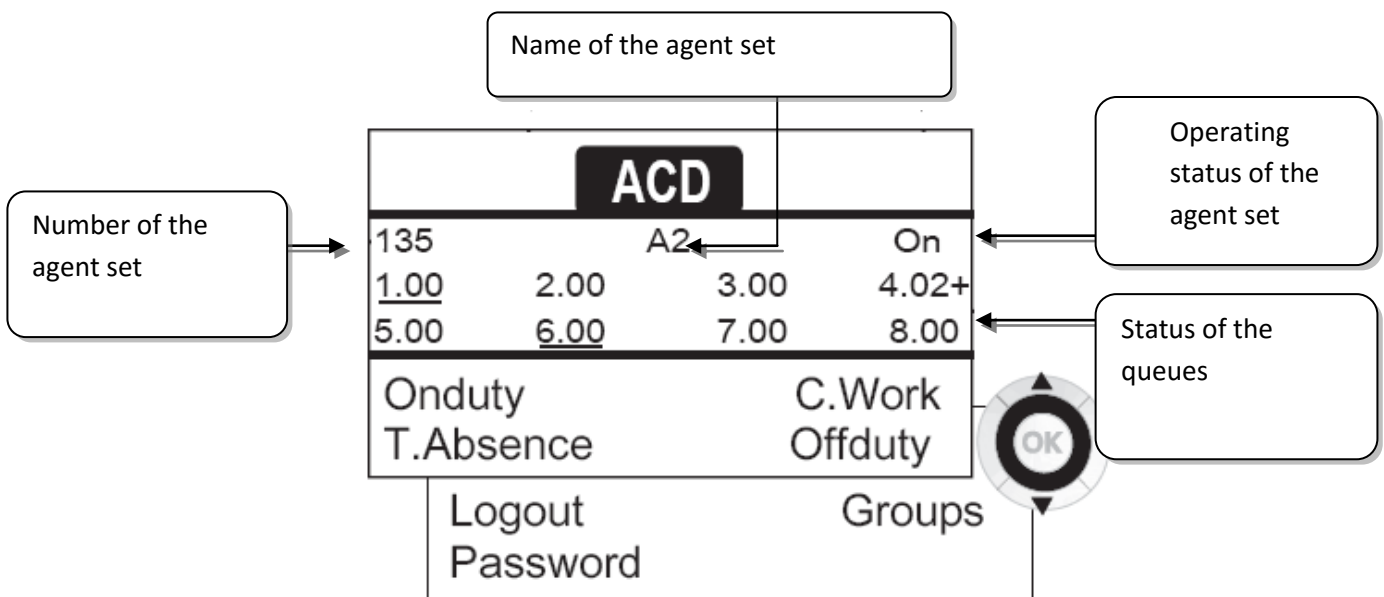 Name of the agent set
Operating
status of the
agent set
ACD
Number of the
agent set
135 A2 On
1.00 2.00 3.00 4.02+
5.00 6.00 7.00 8.00
Status of the
queues
Onduty C.Work
T.Absence Offduty
OK
Logout Groups
Password